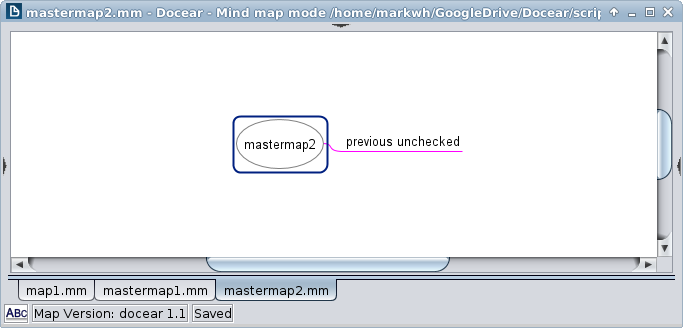 mastermap2.mm - Docear - Mind map mode /home/markwh/GoogleDrive/Docear/scrip
mastermap2
previous unchecked
map1.mm
mastermap1.mm
mastermap2.mm
ABC
Map Version: docear 1.1
Saved